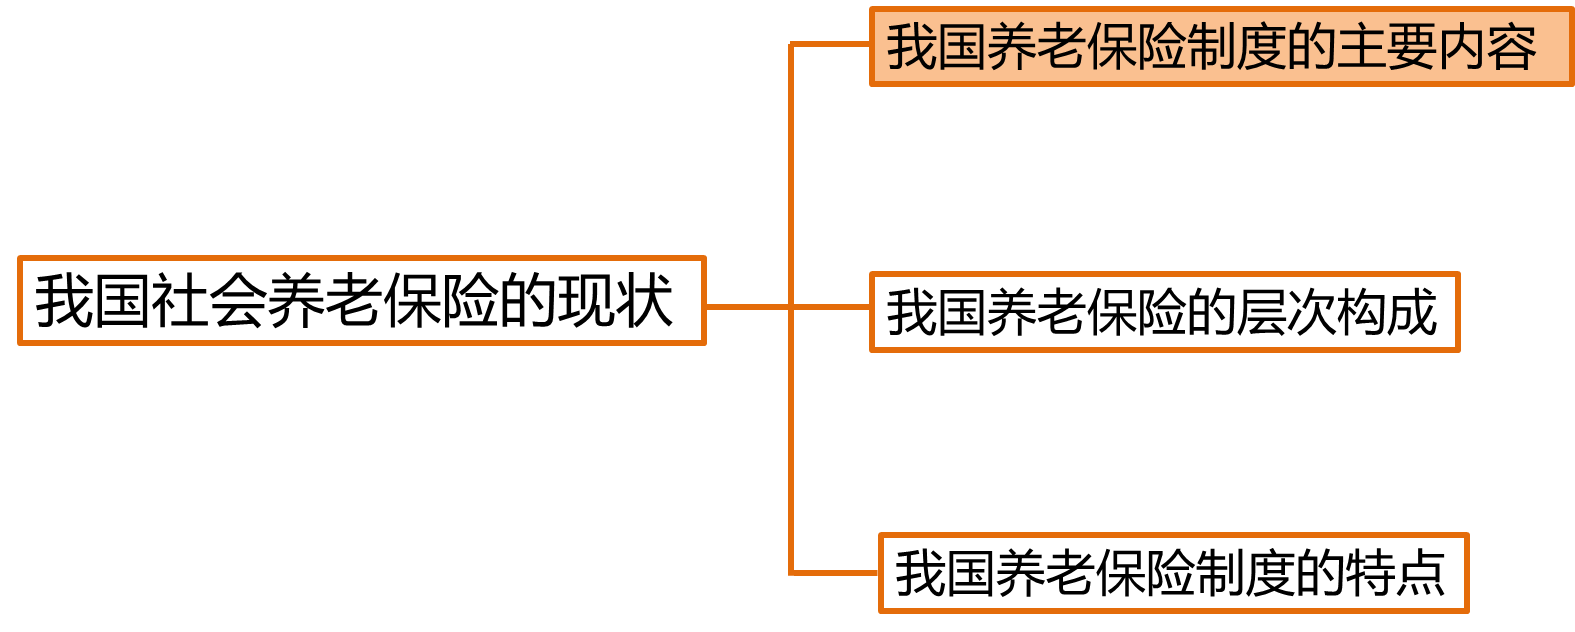 我国养老保险制度的主要内容
我国社会养老保险的现状
我国养老保险的层次构成
我国养老保险制度的特点